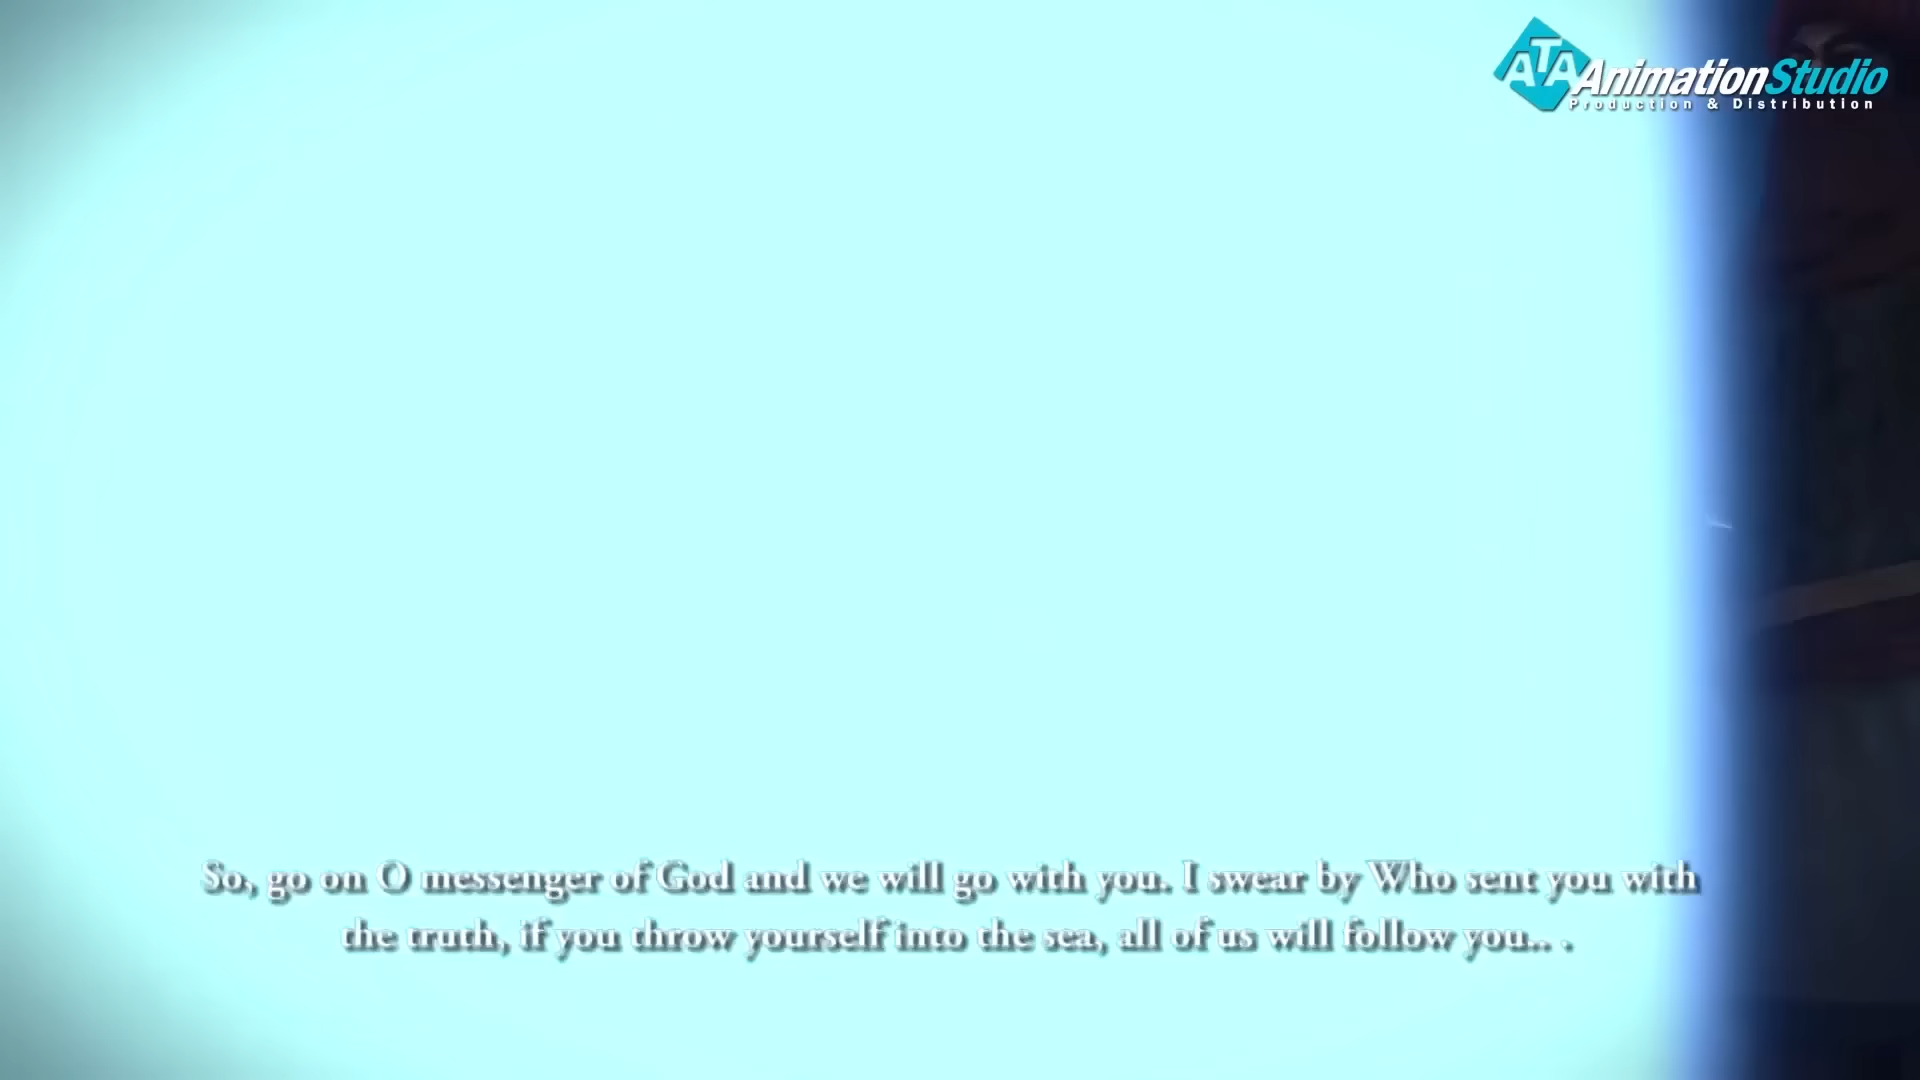 ATA AnimationStudio
Production & Distribution
So, go on O messenger of God and we will go with you. I swear by Who sent you with
the truth, if you throw yourself into the sea, all of us will follow you.. .